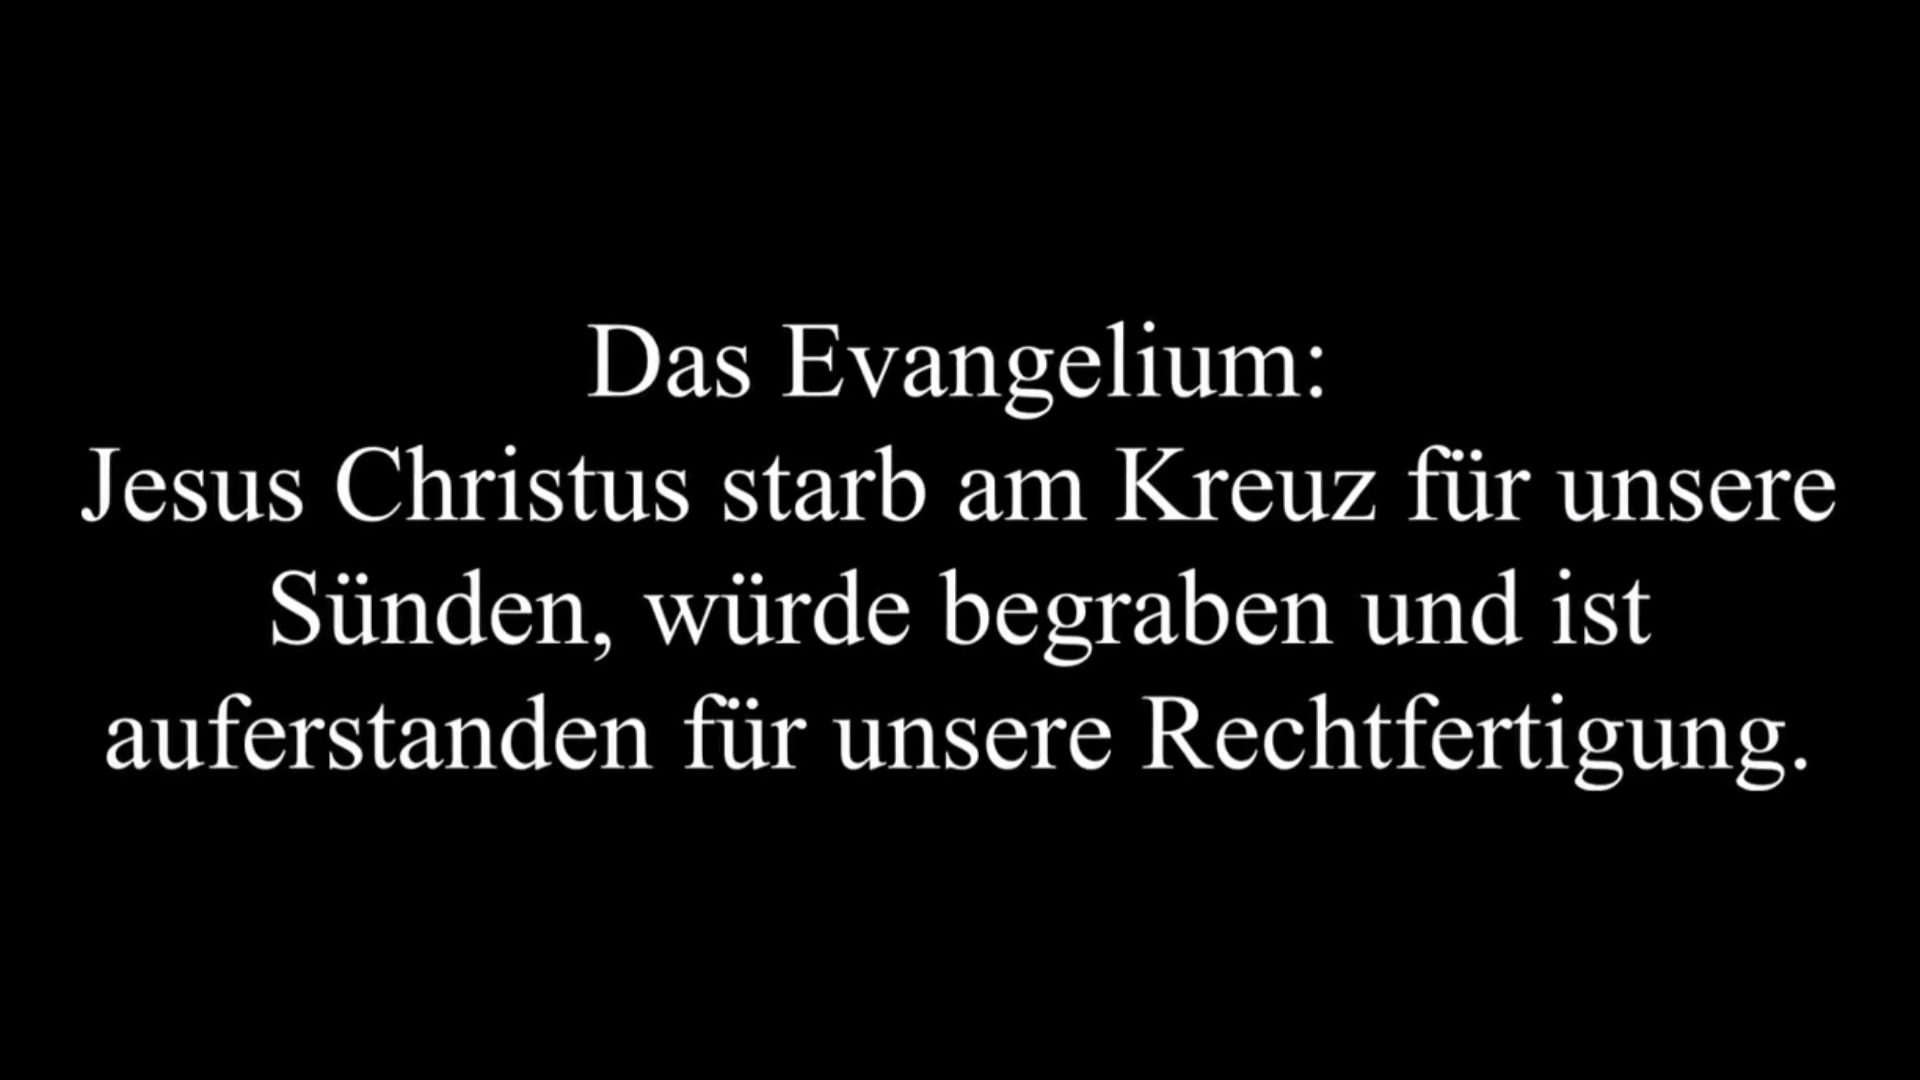 Das Evangelium:
Jesus Christus starb am Kreuz für unsere
Sünden, würde begraben und ist
auferstanden für unsere Rechtfertigung.